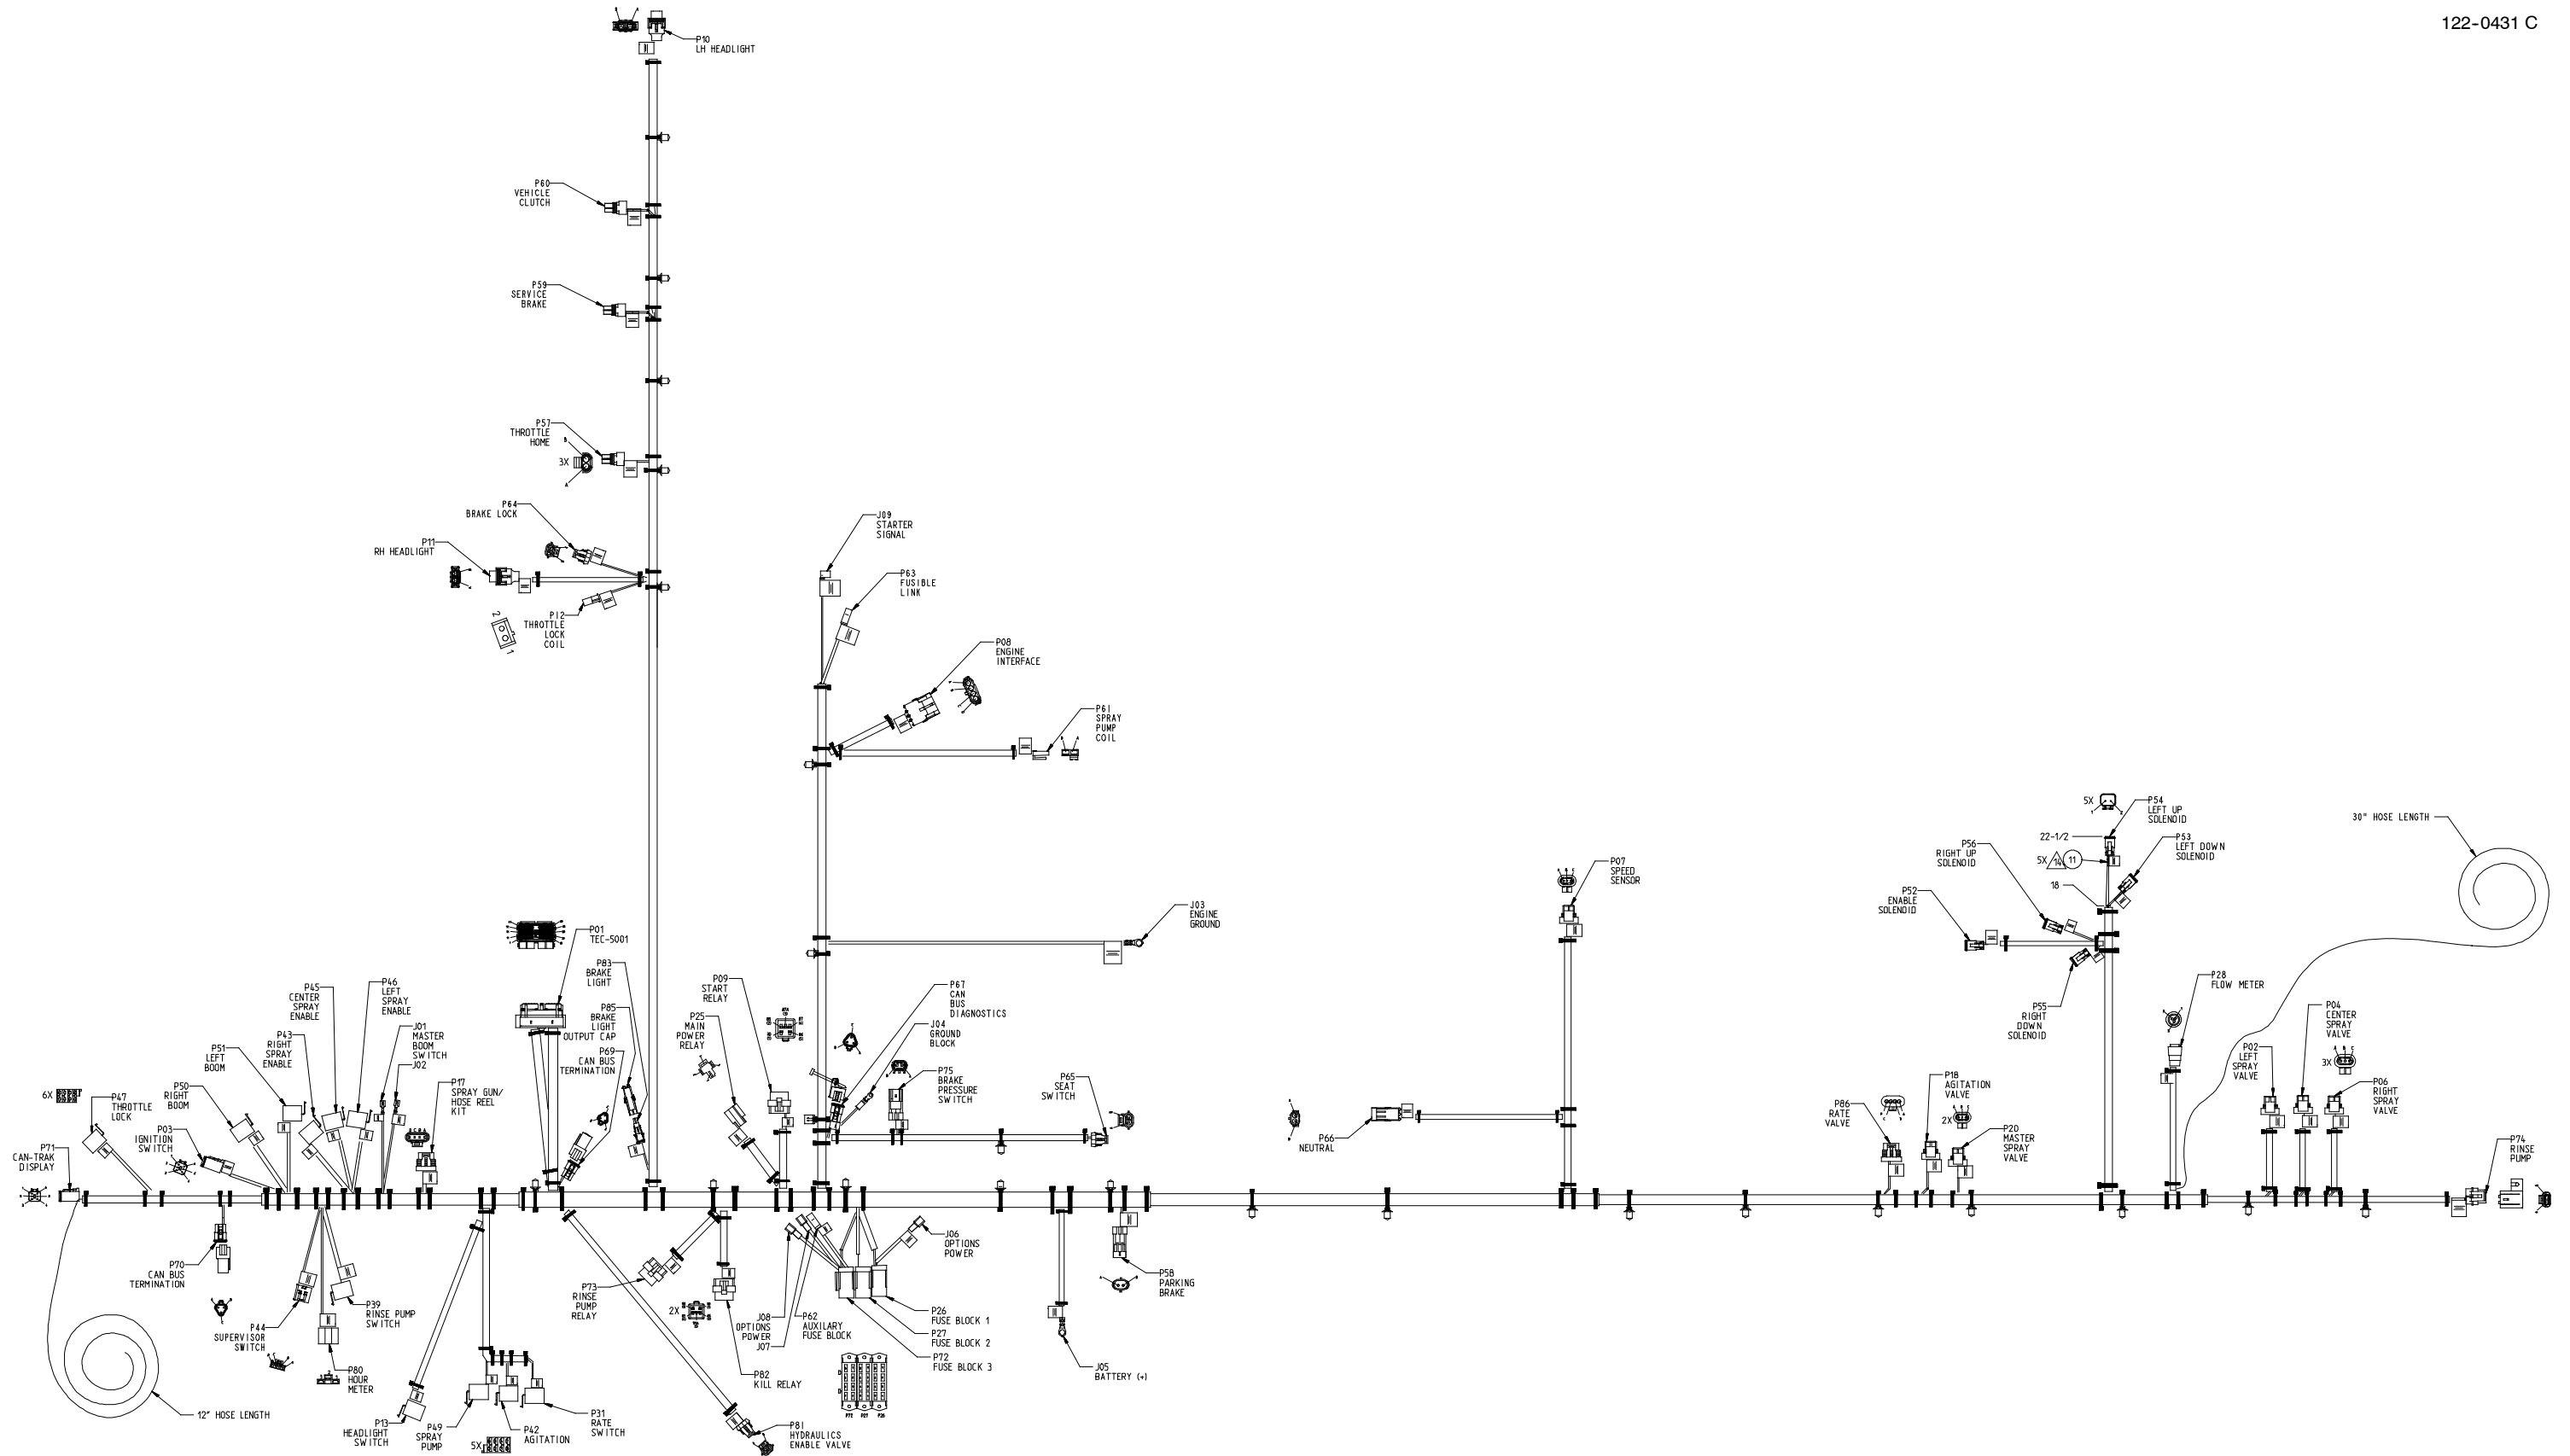 122-0431 C
P10
LH HEADLIGHT
P60
VEHICLE
CLUTCH
P59
SERVICE
BRAKE
P57
THROTTLE
HOME
B
3X
A
P64
BRAKE LOCK
P11
RH HEADLIGHT
P12
THROTTLE
LOCK
COIL
2
1
J09
STARTER
SIGNAL
P63
FUSIBLE
LINK
P08
ENGINE
INTERFACE
P61
SPRAY
PUMP
COIL
J03
ENGINE
GROUND
P07
SPEED
SENSOR
5X
1
2
P54
LEFT UP
SOLENOID
22-1/2
P53
LEFT DOWN
SOLENOID
P56
RIGHT UP
SOLENOID
5X
14
11
18
P52
ENABLE
SOLENOID
P55
RIGHT
DOWN
SOLENOID
30" HOSE LENGTH
P28
FLOW METER
P04
CENTER
SPRAY
VALVE
P02
LEFT
SPRAY
VALVE
3X
P06
RIGHT
SPRAY
VALVE
P74
RINSE
PUMP
P18
AGITATION
VALVE
P86
RATE
VALVE
2X
P20
MASTER
SPRAY
VALVE
P66
NEUTRAL
P01
TEC-5001
P83
BRAKE
LIGHT
P85
BRAKE
LIGHT
OUTPUT CAP
P69
CAN BUS
TERMINATION
P09
START
RELAY
P25
MAIN
POWER
RELAY
P67
CAN
BUS
DIAGNOSTICS
J04
GROUND
BLOCK
P75
BRAKE
PRESSURE
SWITCH
P65
SEAT
SWITCH
P46
LEFT
SPRAY
ENABLE
P45
CENTER
SPRAY
ENABLE
P43
RIGHT
SPRAY
ENABLE
J01
MASTER
BOOM
SWITCH
J02
P17
SPRAY GUN/
HOSE REEL
KIT
P51
LEFT
BOOM
P50
RIGHT
BOOM
6X
P47
THROTTLE
LOCK
P03
IGNITION
SWITCH
P71
CAN-TRAK
DISPLAY
P70
CAN BUS
TERMINATION
P39
RINSE PUMP
SWITCH
P44
SUPERVISOR
SWITCH
P80
HOUR
METER
12" HOSE LENGTH
P13
HEADLIGHT
SWITCH
P49
SPRAY
PUMP
5X
P42
AGITATION
P31
RATE
SWITCH
P73
RINSE
PUMP
RELAY
2X
P82
KILL RELAY
P81
HYDRAULICS
ENABLE VALVE
J08
OPTIONS
POWER
J07
P62
AUXILARY
FUSE BLOCK
J06
OPTIONS
POWER
P26
FUSE BLOCK 1
P27
FUSE BLOCK 2
P72
FUSE BLOCK 3
P72 P27 P26
J05
BATTERY (+)
P58
PARKING
BRAKE